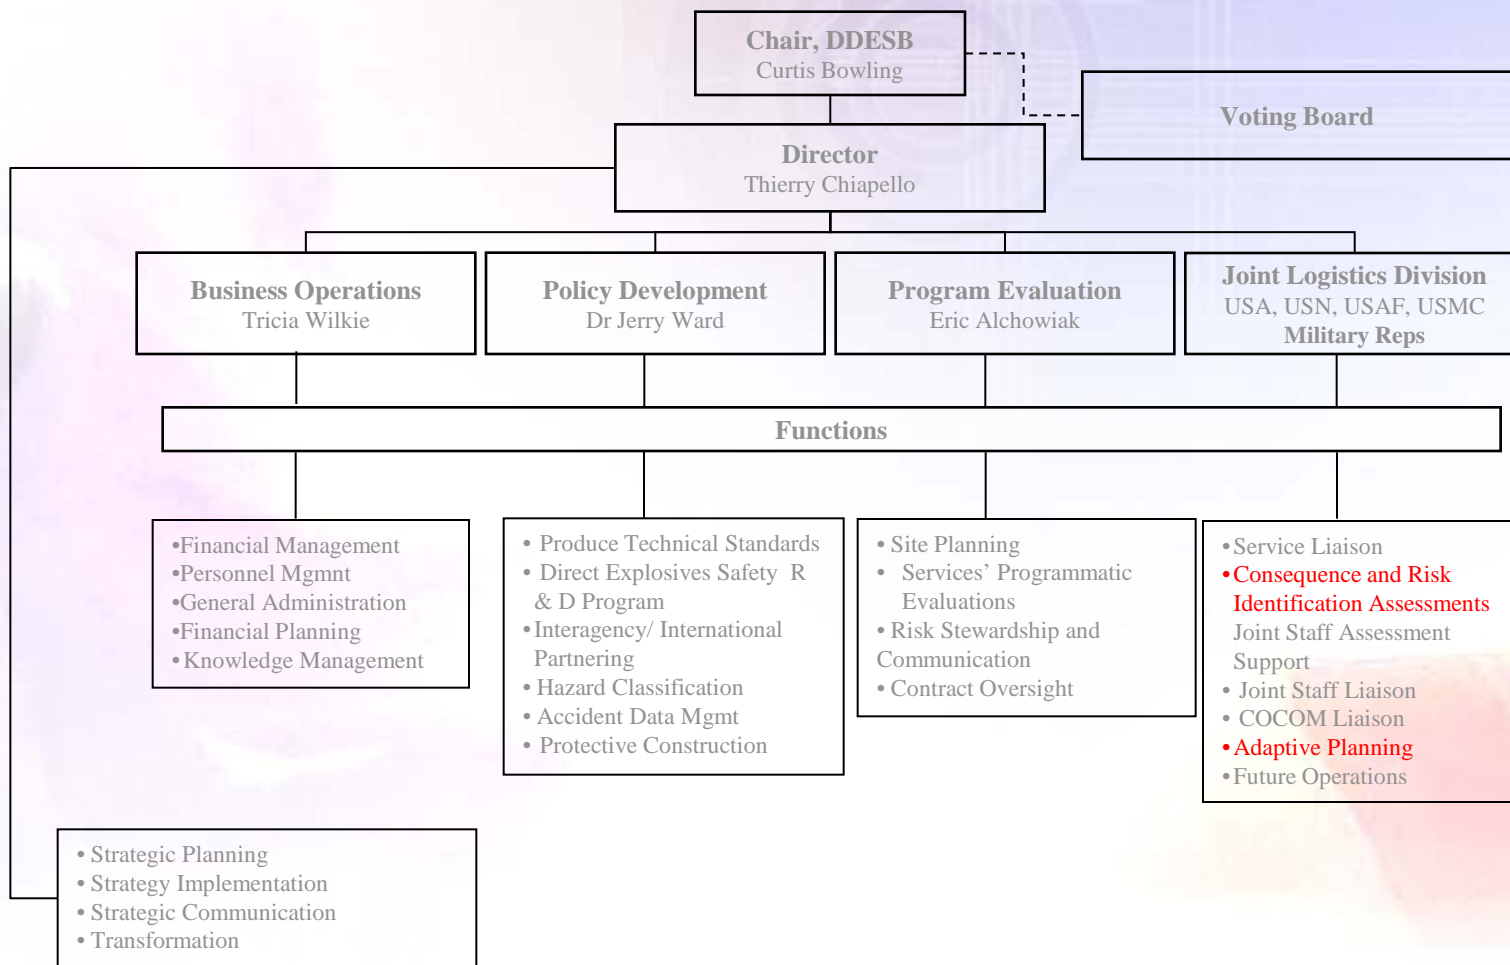 Chair, DDESB
Curtis Bowling
Voting Board
Director
Thierry Chiapello
Business Operations
Tricia Wilkie
Policy Development
Dr Jerry Ward
Program Evaluation
Eric Alchowiak
Joint Logistics Division
USA, USN, USAF, USMC
Military Reps
Functions
•Financial Management
•Personnel Mgmnt
•General Administration
•Financial Planning
•Knowledge Management
• Produce Technical Standards
• Direct Explosives Safety R
& D Program
•Interagency/ International
Partnering
• Hazard Classification
• Accident Data Mgmt
• Protective Construction
• Site Planning
• Services’ Programmatic
Evaluations
• Risk Stewardship and
Communication
• Contract Oversight
•Service Liaison
•Consequence and Risk
Identification Assessments
Joint Staff Assessment
Support
• Joint Staff Liaison
• COCOM Liaison
•Adaptive Planning
•Future Operations
• Strategic Planning
• Strategy Implementation
• Strategic Communication
• Transformation